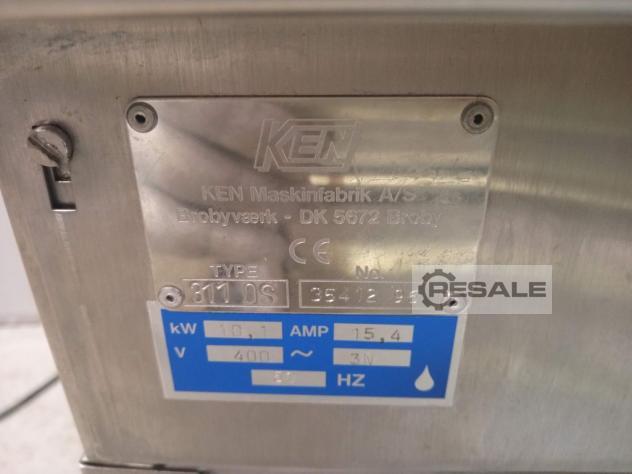 KEN
KEN Maskinfabrik A/S
Brobyværk - DK 5672 Broby
CE
TYPE No.
811 OS 35412
RESALE
kW 10,1 AMP 15,4
V 400 ~ 3N
HZ